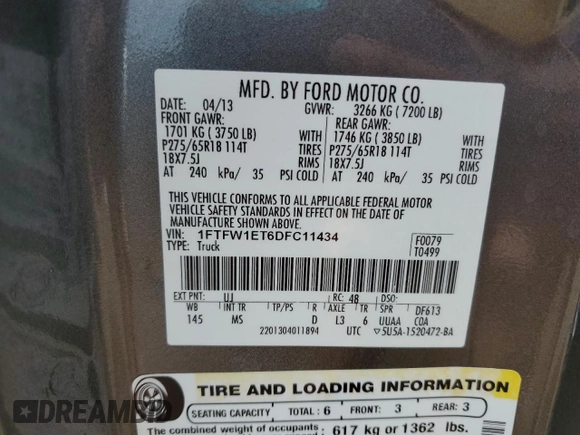 MFD. BY FORD MOTOR CO.
DATE: 04/13 GVWR: 3266 KG ( 7200 LB)
FRONT GAWR: REAR GAWR:
1701 KG ( 3750 LB) WITH 1746 KG ( 3850 LB) WITH
P275/65R18 114T TIRES P275/65R18 114T TIRES
18X7.5J RIMS 18X7.5J RIMS
AT 240 kPa/ 35 PSI COLD AT 240 kPa/ 35 PSI COLD
THIS VEHICLE CONFORMS TO ALL APPLICABLE FEDERAL MOTOR
VEHICLE SAFETY STANDARDS IN EFFECT ON THE DATE OF
MANUFACTURE SHOWN ABOVE.
VIN: 1FTFW1ET6DFC11434 F0079
TYPE: Truck T0499
EXT PNT: UJ RC: 48 DSO:
WB INT TR TP/PS R AXLE TR SPR DF613
145 MS D L3 6 UUAA COA
2201304011894 UTC 5U5A-1520472-BA
TIRE AND LOADING INFORMATION
SEATING CAPACITY TOTAL: 6 FRONT: 3 REAR: 3
The combined weight of occupants 617 kg or 1362 lbs.
DREAMBID